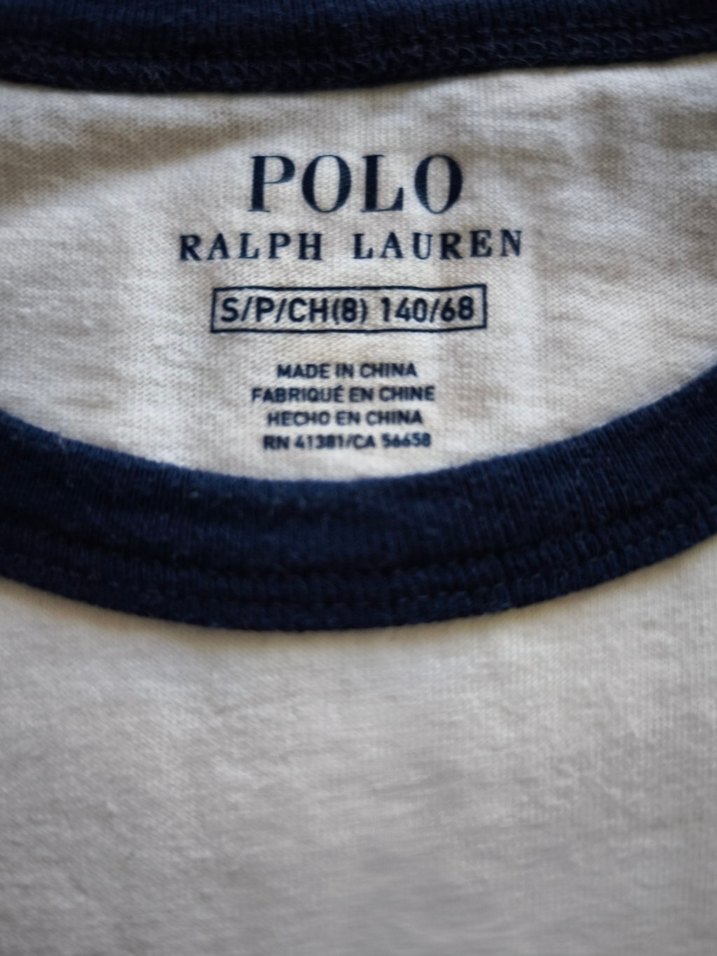 POLO
RALPH LAUREN
S/P/CH(8) 140/68
MADE IN CHINA
FABRIQUÉ EN CHINE
HECHO EN CHINA
RN 41381/CA 56658